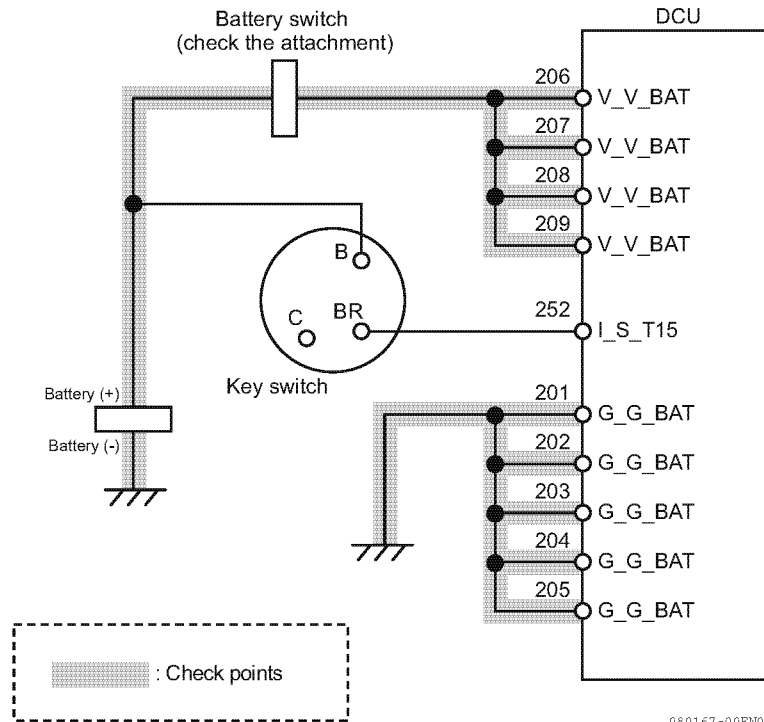 Battery switch
(check the attachment)
DCU
206
V_V_BAT
207
V_V_BAT
208
V_V_BAT
209
V_V_BAT
B
C
BR
252
I_S_T15
Key switch
Battery (+)
Battery (-)
201
G_G_BAT
202
G_G_BAT
203
G_G_BAT
204
G_G_BAT
205
G_G_BAT
: Check points